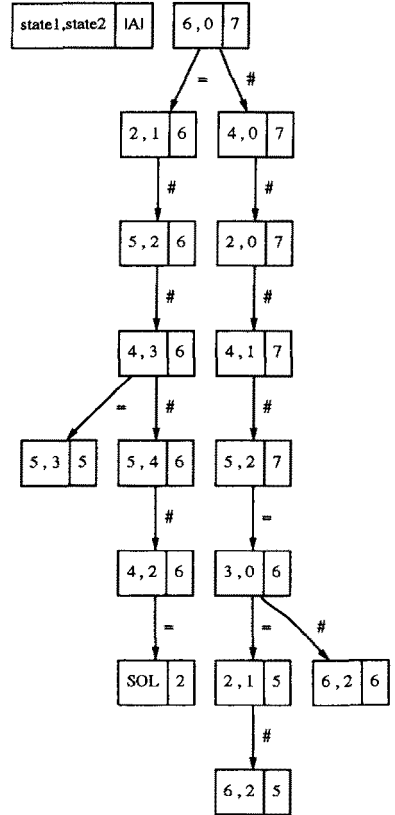 state1,state2 |A| 6,0 7
= #
2,1 6 4,0 7
# #
5,2 6 2,0 7
# #
4,3 6 4,1 7
= # #
5,3 5 5,4 6 5,2 7
# =
4,2 6 3,0 6
= = #
SOL 2 2,1 5 6,2 6
#
6,2 5